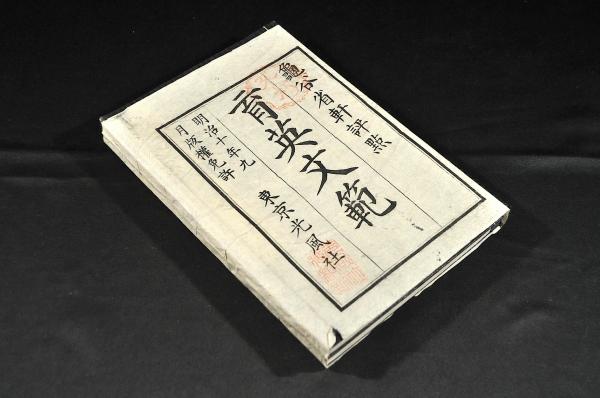 龜谷省軒評點
育英文範
明治十年九
月版權免許
東京光風社